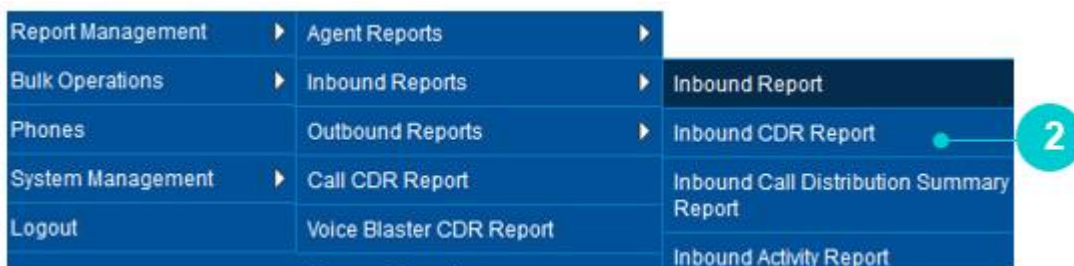 Report Management
Agent Reports
Bulk Operations
Inbound Reports
Inbound Report
Phones
Outbound Reports
Inbound CDR Report
2
System Management
Call CDR Report
Inbound Call Distribution Summary
Report
Logout
Voice Blaster CDR Report
Inbound Activity Report